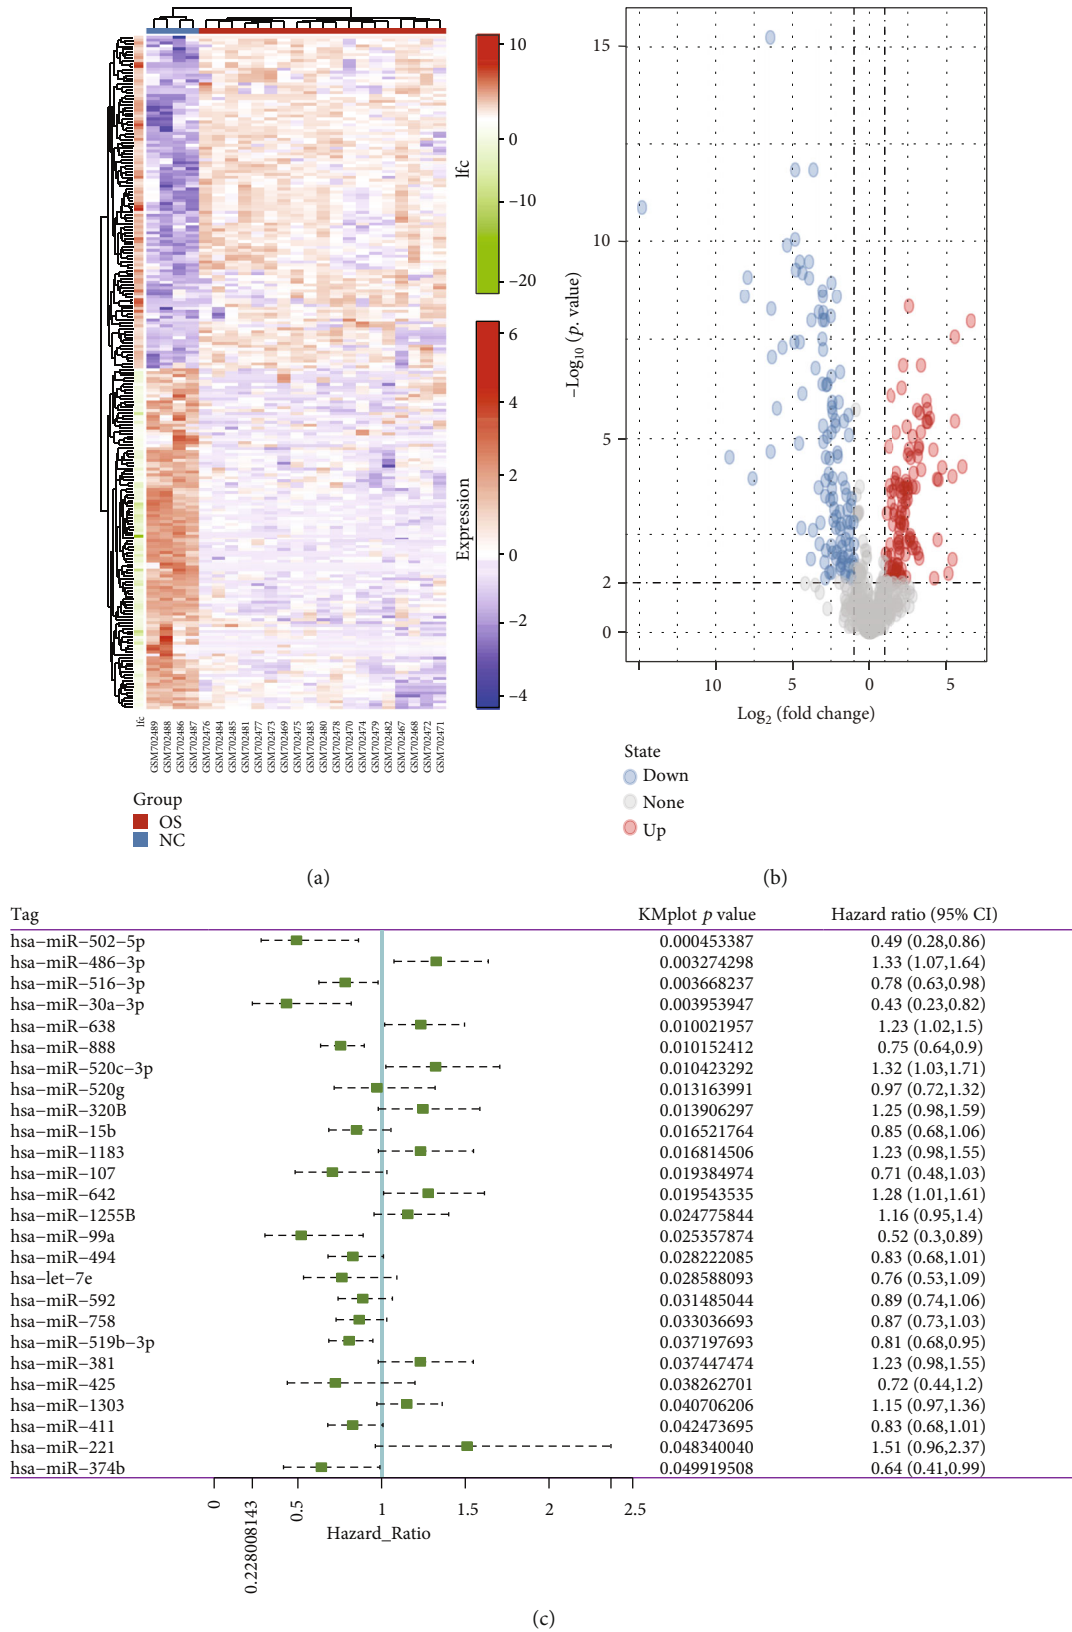 10
0
−10
−20
lfc
6
4
2
0
−2
−4
Expression
lfc
GSM702489
GSM702488
GSM702486
GSM702487
GSM702476
GSM702484
GSM702485
GSM702481
GSM702477
GSM702473
GSM702469
GSM702475
GSM702483
GSM702480
GSM702478
GSM702470
GSM702474
GSM702479
GSM702482
GSM702467
GSM702468
GSM702472
GSM702471
Group
OS
NC
(a)
15
10
5
2
0
−Log10 (p. value)
10 5 0 5
Log2 (fold change)
State
Down
None
Up
(b)
Tag KMplot p value Hazard ratio (95% CI)
hsa−miR−502−5p 0.000453387 0.49 (0.28,0.86)
hsa−miR−486−3p 0.003274298 1.33 (1.07,1.64)
hsa−miR−516−3p 0.003668237 0.78 (0.63,0.98)
hsa−miR−30a−3p 0.003953947 0.43 (0.23,0.82)
hsa−miR−638 0.010021957 1.23 (1.02,1.5)
hsa−miR−888 0.010152412 0.75 (0.64,0.9)
hsa−miR−520c−3p 0.010423292 1.32 (1.03,1.71)
hsa−miR−520g 0.013163991 0.97 (0.72,1.32)
hsa−miR−320B 0.013906297 1.25 (0.98,1.59)
hsa−miR−15b 0.016521764 0.85 (0.68,1.06)
hsa−miR−1183 0.016814506 1.23 (0.98,1.55)
hsa−miR−107 0.019384974 0.71 (0.48,1.03)
hsa−miR−642 0.019543535 1.28 (1.01,1.61)
hsa−miR−1255B 0.024775844 1.16 (0.95,1.4)
hsa−miR−99a 0.025357874 0.52 (0.3,0.89)
hsa−miR−494 0.028222085 0.83 (0.68,1.01)
hsa−let−7e 0.028588093 0.76 (0.53,1.09)
hsa−miR−592 0.031485044 0.89 (0.74,1.06)
hsa−miR−758 0.033036693 0.87 (0.73,1.03)
hsa−miR−519b−3p 0.037197693 0.81 (0.68,0.95)
hsa−miR−381 0.037447474 1.23 (0.98,1.55)
hsa−miR−425 0.038262701 0.72 (0.44,1.2)
hsa−miR−1303 0.040706206 1.15 (0.97,1.36)
hsa−miR−411 0.042473695 0.83 (0.68,1.01)
hsa−miR−221 0.048340040 1.51 (0.96,2.37)
hsa−miR−374b 0.049919508 0.64 (0.41,0.99)
0 0.228008143 0.5 1 1.5 2 2.5
Hazard_Ratio
(c)